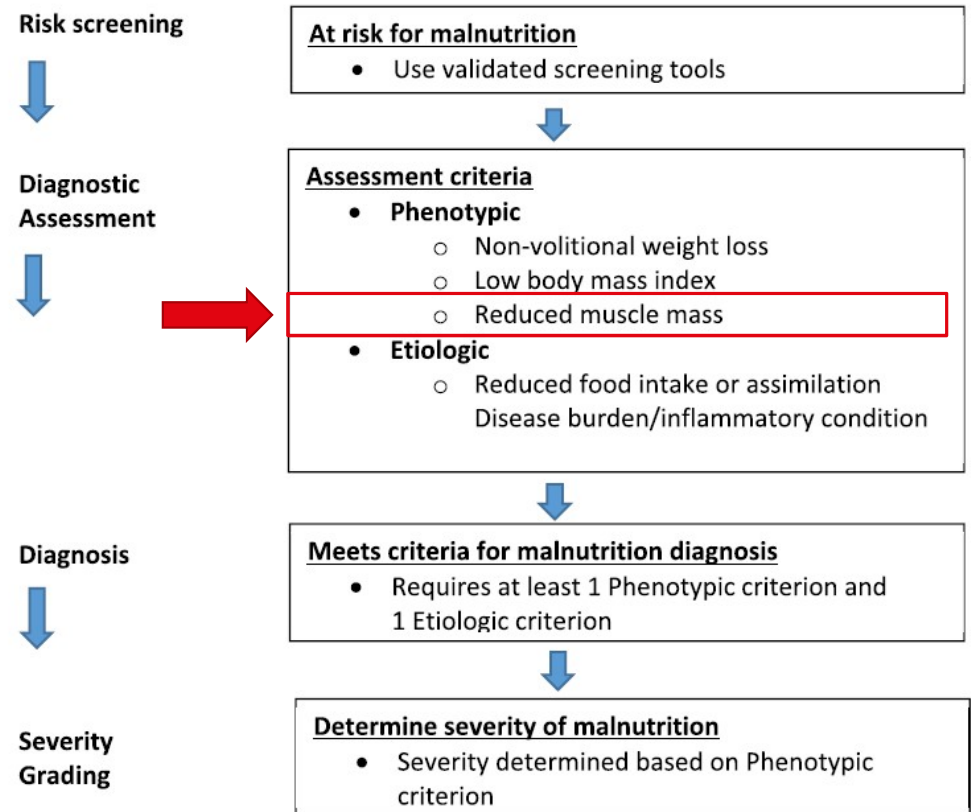 Risk screening
At risk for malnutrition
• Use validated screening tools
Diagnostic
Assessment
Assessment criteria
• Phenotypic
○ Non-volitional weight loss
○ Low body mass index
○ Reduced muscle mass
• Etiologic
○ Reduced food intake or assimilation
Disease burden/inflammatory condition
Diagnosis
Meets criteria for malnutrition diagnosis
• Requires at least 1 Phenotypic criterion and
1 Etiologic criterion
Severity
Grading
Determine severity of malnutrition
• Severity determined based on Phenotypic
criterion